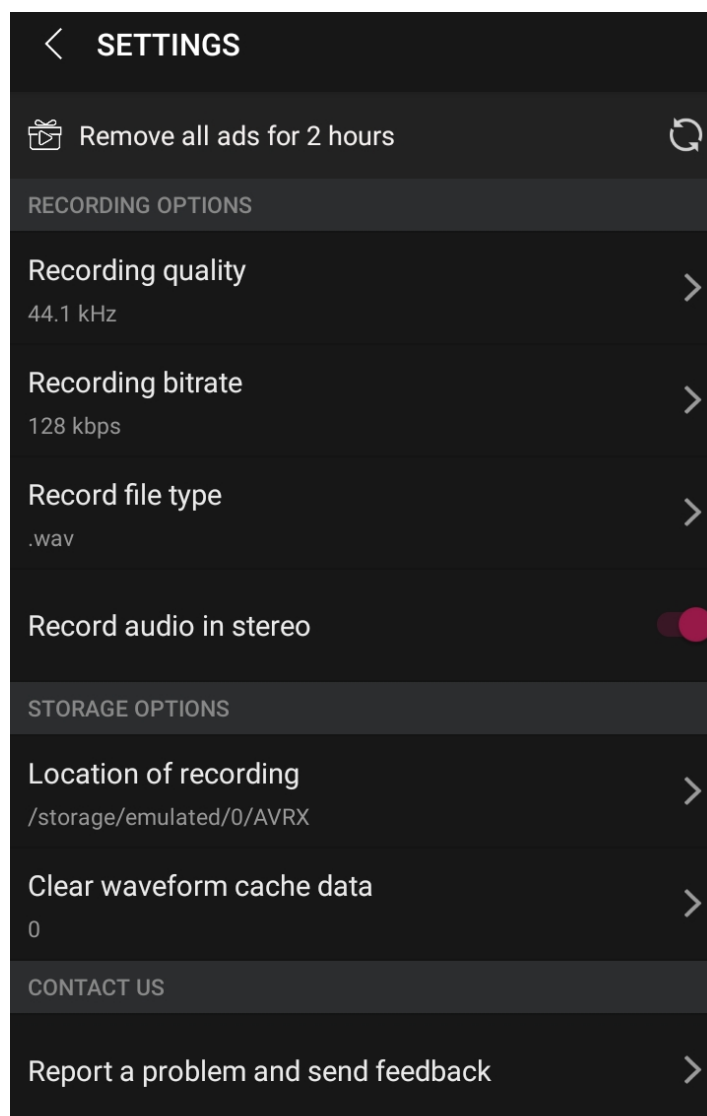 SETTINGS
Remove all ads for 2 hours
RECORDING OPTIONS
Recording quality
44.1 kHz
Recording bitrate
128 kbps
Record file type
.wav
Record audio in stereo
STORAGE OPTIONS
Location of recording
/storage/emulated/0/AVRX
Clear waveform cache data
0
CONTACT US
Report a problem and send feedback